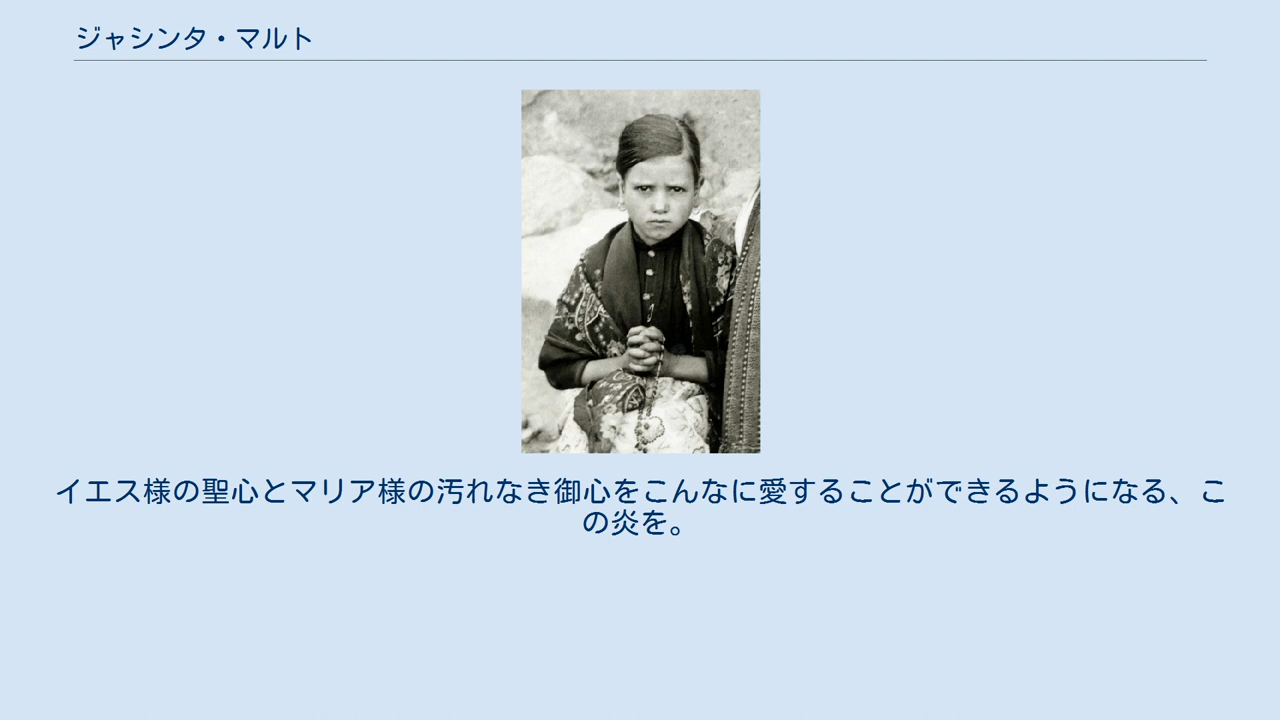 ジャシンタ・マルト
イエス様の聖心とマリア様の汚れなき御心をこんなに愛することができるようになる、こ
の炎を。